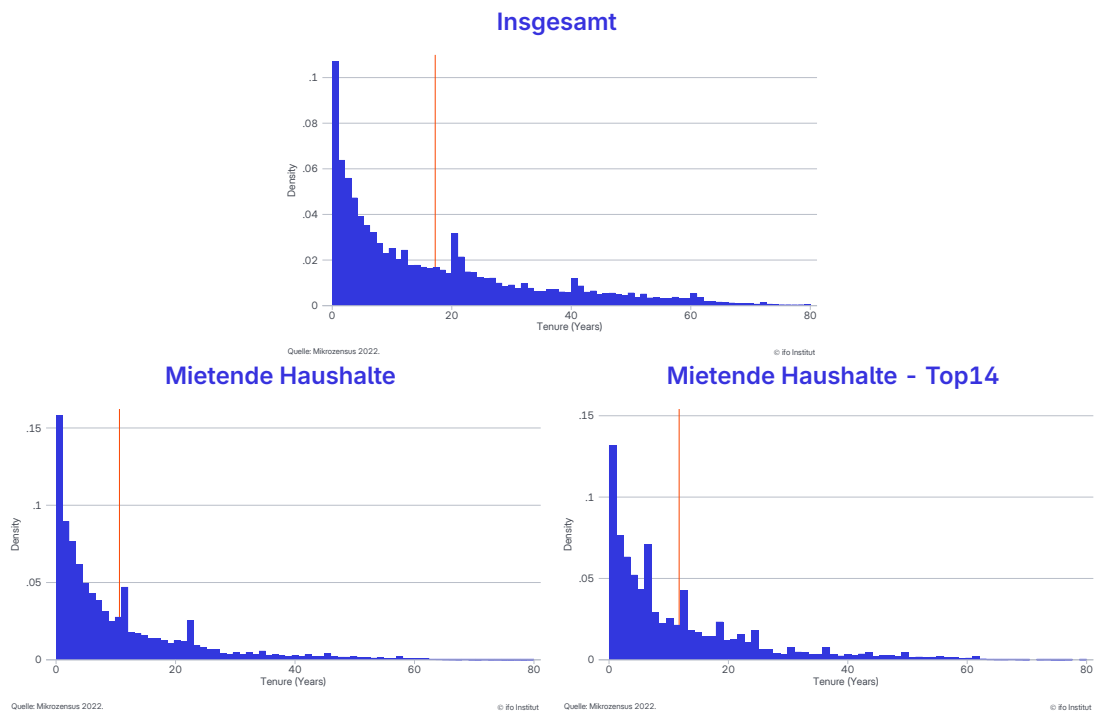 Insgesamt
.1
.08
.06
.04
.02
0
Density
0 20 40 60 80
Tenure (Years)
Quelle: Mikrozensus 2022. © ifo Institut
Mietende Haushalte
.15
.1
.05
0
Density
0 20 40 60 80
Tenure (Years)
Quelle: Mikrozensus 2022. © ifo Institut
Mietende Haushalte - Top14
.15
.1
.05
0
Density
0 20 40 60 80
Tenure (Years)
Quelle: Mikrozensus 2022. © ifo Institut